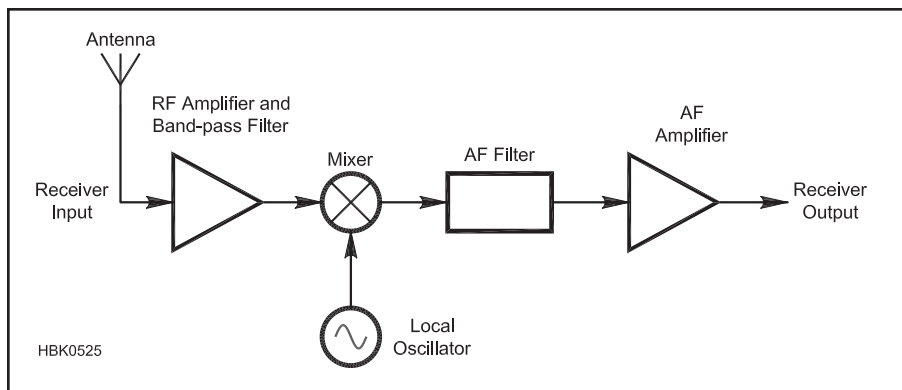 Antenna
RF Amplifier and
Band-pass Filter
Mixer
AF Filter
AF
Amplifier
Receiver
Input
Receiver
Output
Local
Oscillator
HBK0525